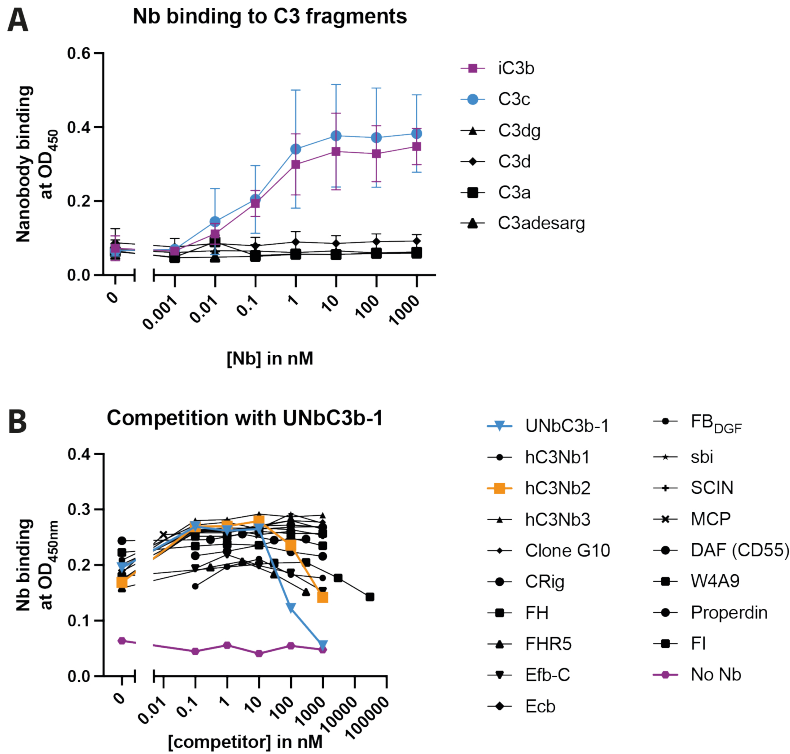 A
Nb binding to C3 fragments
Nanobody binding
at OD450
0.6
0.4
0.2
0.0
0
0.001
0.01
0.1
1
10
100
1000
[Nb] in nM
iC3b
C3c
C3dg
C3d
C3a
C3adesarg
B
Competition with UNbC3b-1
Nb binding
at OD450nm
0.4
0.3
0.2
0.1
0.0
0
0.01
0.1
1
10
100
1000
10000
100000
[competitor] in nM
UNbC3b-1
hC3Nb1
hC3Nb2
hC3Nb3
Clone G10
CRig
FH
FHR5
Efb-C
Ecb
FBDGF
sbi
SCIN
MCP
DAF (CD55)
W4A9
Properdin
FI
No Nb